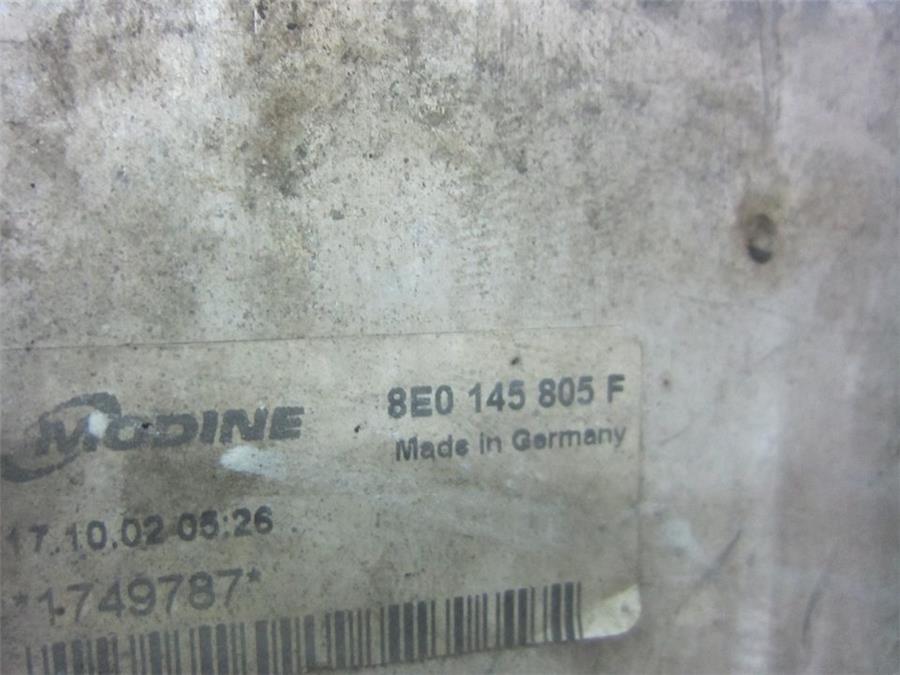 MODINE
8E0 145 805 F
Made in Germany
17.10.02 05:26
*1749787*